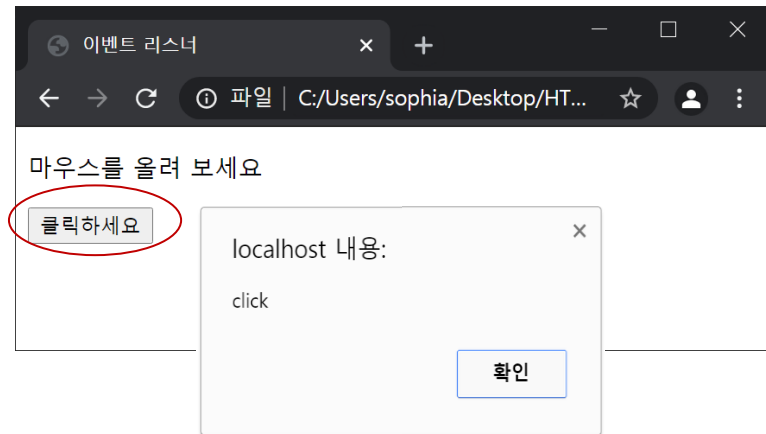 이벤트 리스너
파일 | C:/Users/sophia/Desktop/HT...
마우스를 올려 보세요
클릭하세요
localhost 내용:
click
확인